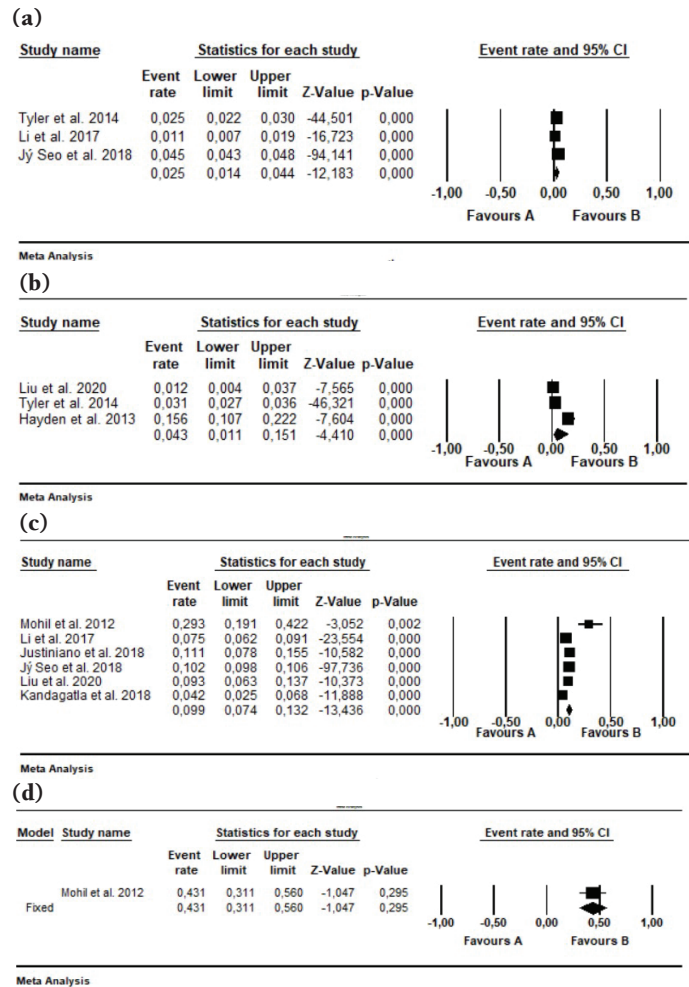 (a)
Study name Statistics for each study Event rate and 95% CI
Event Lower Upper
rate limit limit Z-Value p-Value
Tyler et al. 2014 0,025 0,022 0,030 -44,501 0,000
Li et al. 2017 0,011 0,007 0,019 -16,723 0,000
Jý Seo et al. 2018 0,045 0,043 0,048 -94,141 0,000
0,025 0,014 0,044 -12,183 0,000
-1,00 -0,50 0,00 0,50 1,00
Favours A Favours B
Meta Analysis
(b)
Study name Statistics for each study Event rate and 95% CI
Event Lower Upper
rate limit limit Z-Value p-Value
Liu et al. 2020 0,012 0,004 0,037 -7,565 0,000
Tyler et al. 2014 0,031 0,027 0,036 -46,321 0,000
Hayden et al. 2013 0,156 0,107 0,222 -7,604 0,000
0,043 0,011 0,151 -4,410 0,000
-1,00 -0,50 0,00 0,50 1,00
Favours A Favours B
Meta Analysis
(c)
Study name Statistics for each study Event rate and 95% CI
Event Lower Upper
rate limit limit Z-Value p-Value
Mohil et al. 2012 0,293 0,191 0,422 -3,052 0,002
Li et al. 2017 0,075 0,062 0,091 -23,554 0,000
Justiniano et al. 2018 0,111 0,078 0,155 -10,582 0,000
Jý Seo et al. 2018 0,102 0,098 0,106 -97,736 0,000
Liu et al. 2020 0,093 0,063 0,137 -10,373 0,000
Kandagatla et al. 2018 0,042 0,025 0,068 -11,888 0,000
0,099 0,074 0,132 -13,436 0,000
-1,00 -0,50 0,00 0,50 1,00
Favours A Favours B
Meta Analysis
(d)
Model Study name Statistics for each study Event rate and 95% CI
Event Lower Upper
rate limit limit Z-Value p-Value
Mohil et al. 2012 0,431 0,311 0,560 -1,047 0,295
Fixed 0,431 0,311 0,560 -1,047 0,295
-1,00 -0,50 0,00 0,50 1,00
Favours A Favours B
Meta Analysis